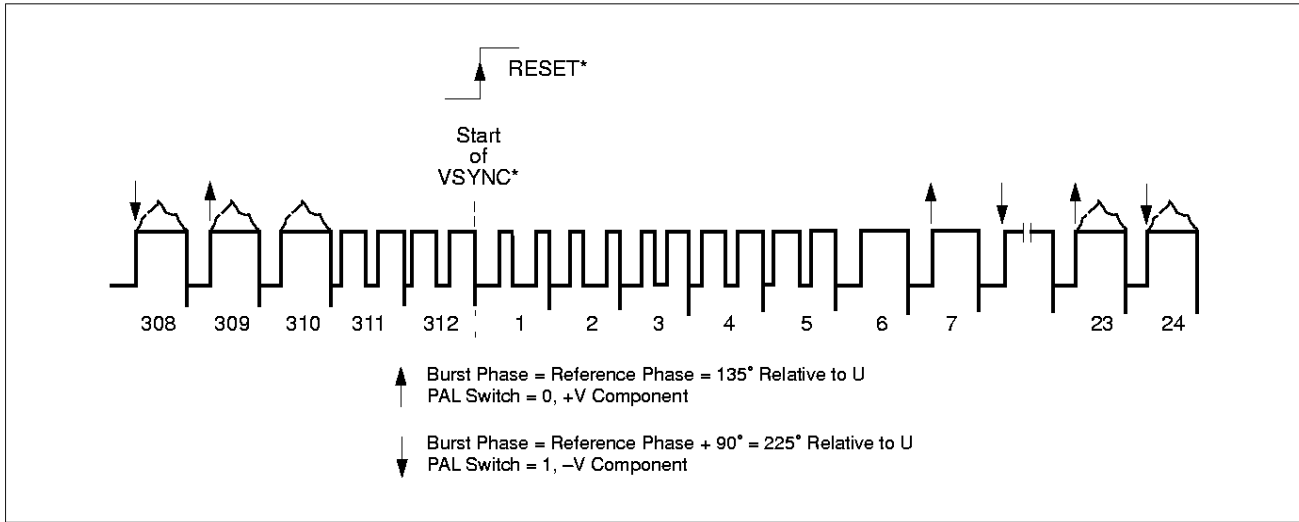 RESET*
Start
of
VSYNC*
308 309 310 311 312 1 2 3 4 5 6 7 23 24
Burst Phase = Reference Phase = 135° Relative to U
PAL Switch = 0, +V Component
Burst Phase = Reference Phase + 90° = 225° Relative to U
PAL Switch = 1, –V Component